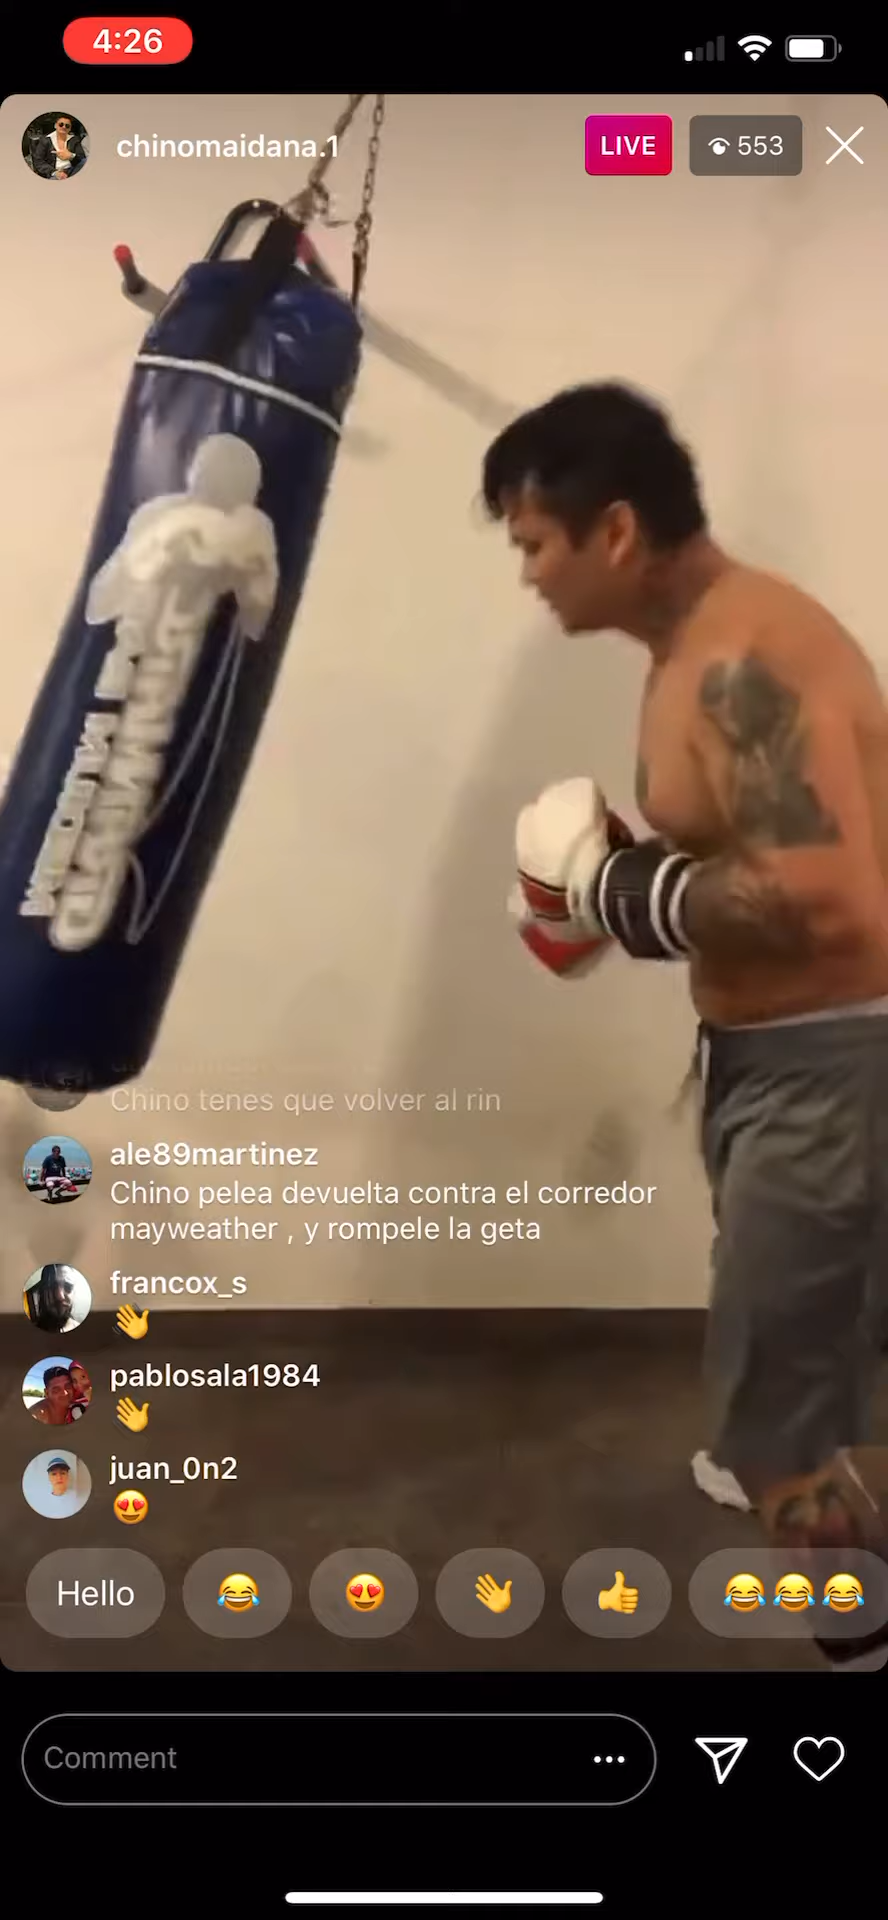 4:26
chinomaidana.1
LIVE
553
Chino tenes que volver al rin
ale89martinez
Chino pelea devuelta contra el corredor
mayweather , y rompele la geta
francox_s
👋
pablosala1984
👋
juan_0n2
😍
Hello 😂 😍 👋 👍 😂😂😂
Comment